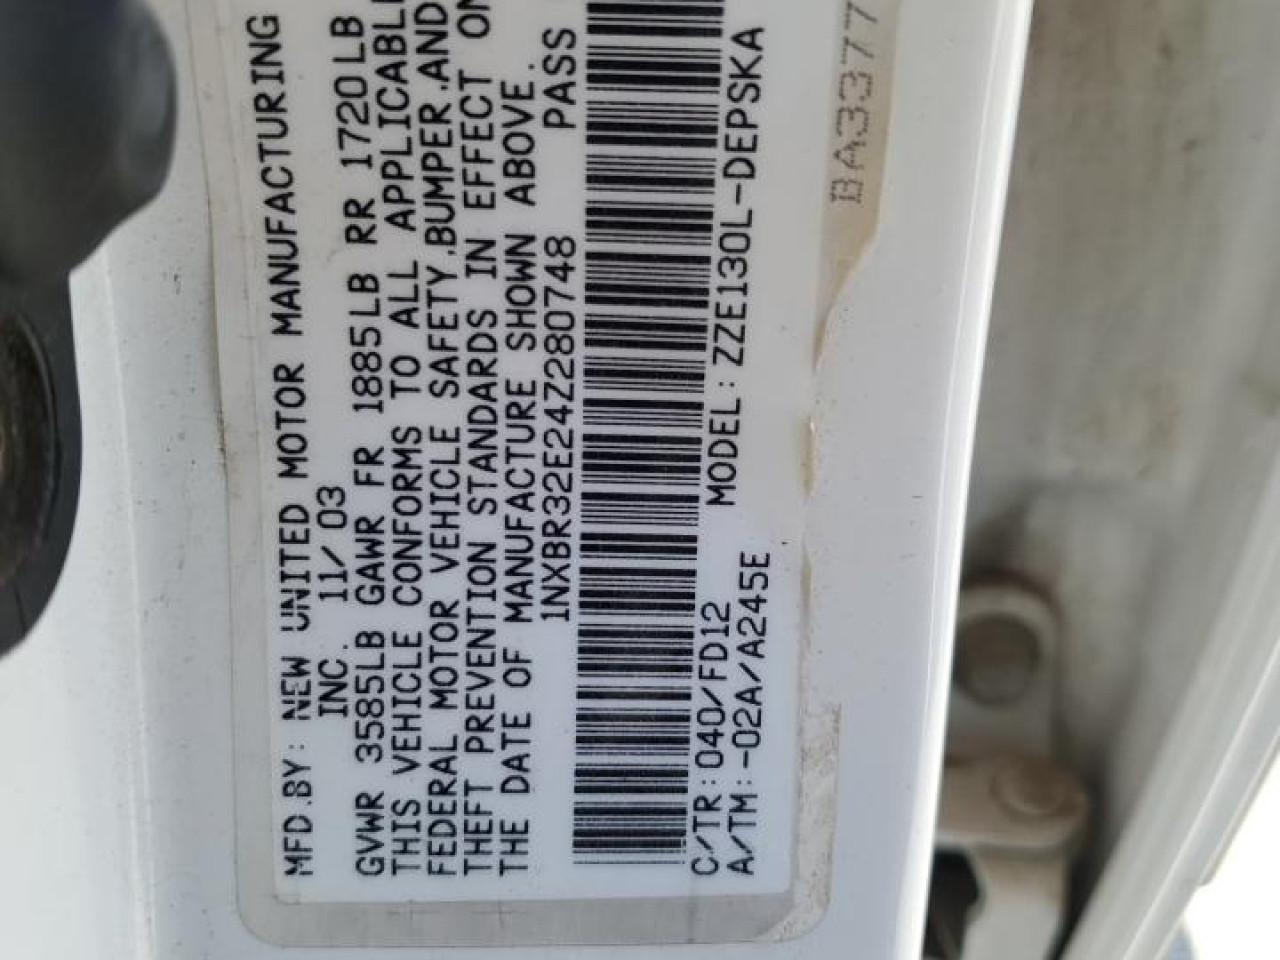 MFD.BY: NEW UNITED MOTOR MANUFACTURING
INC. 11/03
GVWR 3585LB GAWR FR 1885LB RR 1720LB
THIS VEHICLE CONFORMS TO ALL APPLICABLE
FEDERAL MOTOR VEHICLE SAFETY,BUMPER,AND
THEFT PREVENTION STANDARDS IN EFFECT ON
THE DATE OF MANUFACTURE SHOWN ABOVE.
1NXBR32E24Z280748 PASS
C/TR:040/FD12 MODEL:ZZE130L-DEPSKA
A/TM:-02A/A245E
BA3377